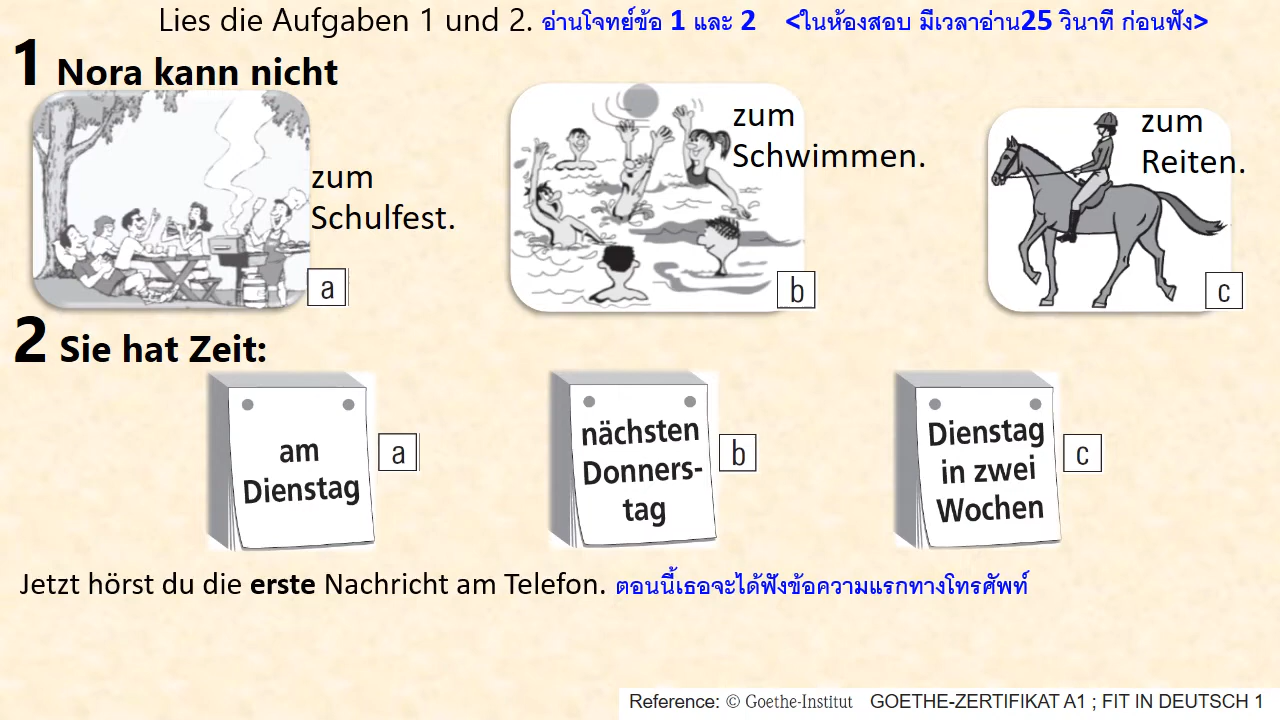 Lies die Aufgaben 1 und 2. อ่านโจทย์ข้อ 1 และ 2 <ในห้องสอบ มีเวลาอ่าน25 วินาที ก่อนฟัง>
1 Nora kann nicht
zum
Schulfest.
a
zum
Schwimmen.
b
zum
Reiten.
c
2 Sie hat Zeit:
am
Dienstag
a
nächsten
Donners-
tag
b
Dienstag
in zwei
Wochen
c
Jetzt hörst du die erste Nachricht am Telefon. ตอนนี้เธอจะได้ฟังข้อความแรกทางโทรศัพท์
Reference: © Goethe-Institut GOETHE-ZERTIFIKAT A1 ; FIT IN DEUTSCH 1